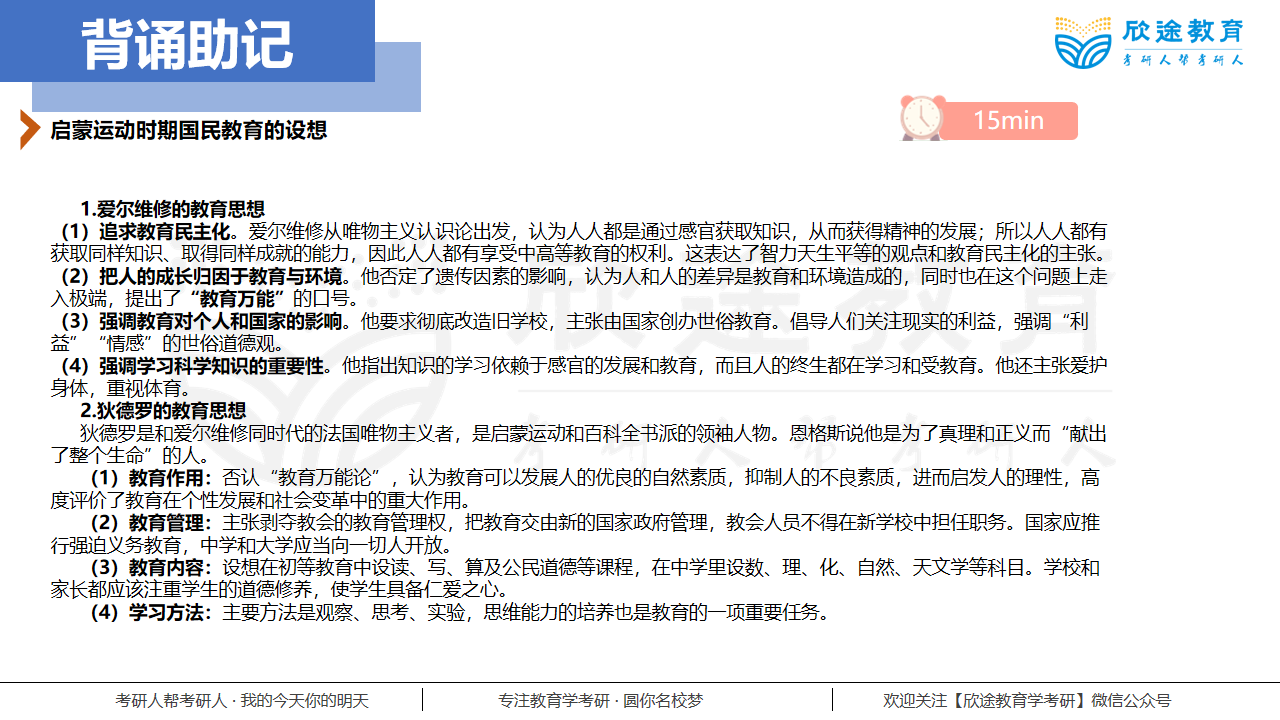 背诵助记
欣途教育
考研人帮考研人
启蒙运动时期国民教育的设想
15min
1.爱尔维修的教育思想
（1）追求教育民主化。爱尔维修从唯物主义认识论出发，认为人人都是通过感官获取知识，从而获得精神的发展；所以人人都有
获取同样知识、取得同样成就的能力，因此人人都有享受中高等教育的权利。这表达了智力天生平等的观点和教育民主化的主张。
（2）把人的成长归因于教育与环境。他否定了遗传因素的影响，认为人和人的差异是教育和环境造成的，同时也在这个问题上走
入极端，提出了“教育万能”的口号。
（3）强调教育对个人和国家的影响。他要求彻底改造旧学校，主张由国家创办世俗教育。倡导人们关注现实的利益，强调“利
益”“情感”的世俗道德观。
（4）强调学习科学知识的重要性。他指出知识的学习依赖于感官的发展和教育，而且人的终生都在学习和受教育。他还主张爱护
身体，重视体育。
2.狄德罗的教育思想
狄德罗是和爱尔维修同时代的法国唯物主义者，是启蒙运动和百科全书派的领袖人物。恩格斯说他是为了真理和正义而“献出
了整个生命”的人。
（1）教育作用：否认“教育万能论”，认为教育可以发展人的优良的自然素质，抑制人的不良素质，进而启发人的理性，高
度评价了教育在个性发展和社会变革中的重大作用。
（2）教育管理：主张剥夺教会的教育管理权，把教育交由新的国家政府管理，教会人员不得在新学校中担任职务。国家应推
行强迫义务教育，中学和大学应当向一切人开放。
（3）教育内容：设想在初等教育中设读、写、算及公民道德等课程，在中学里设数、理、化、自然、天文学等科目。学校和
家长都应该注重学生的道德修养，使学生具备仁爱之心。
（4）学习方法：主要方法是观察、思考、实验，思维能力的培养也是教育的一项重要任务。
欣途教育
考研人帮考研人
考研人帮考研人 · 我的今天你的明天
专注教育学考研 · 圆你名校梦
欢迎关注【欣途教育学考研】微信公众号